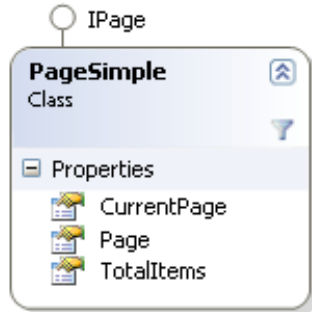 IPage
PageSimple
Class
Properties
CurrentPage
Page
TotalItems